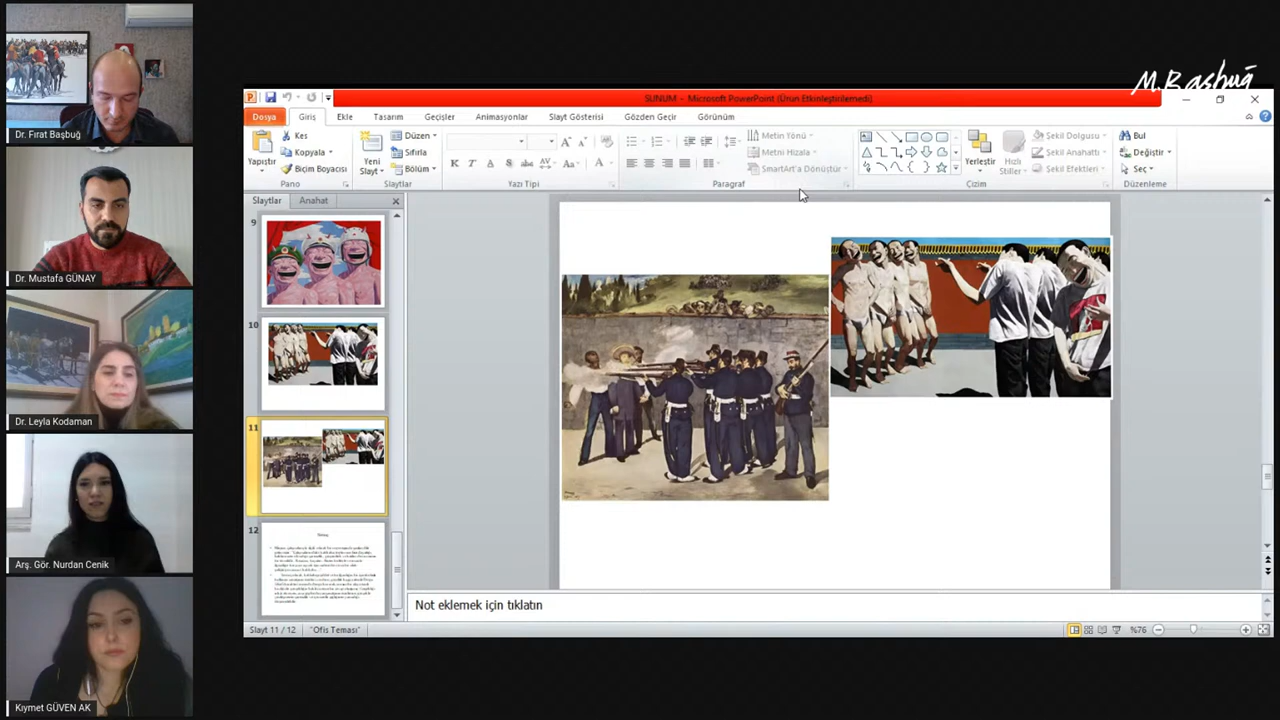 Dr. Fırat Başbuğ
Dr. Mustafa GÜNAY
Dr. Leyla Kodaman
Arş. Gör. Nurdan Cenik
Kıymet GÜVEN AK
M.Başbuğ
SUNUM - Microsoft PowerPoint (Ürün Etkinleştirilemedi)
Dosya Giriş Ekle Tasarım Geçişler Animasyonlar Slayt Gösterisi Gözden Geçir Görünüm
Yapıştır
Kes
Kopyala
Biçim Boyacısı
Pano
Yeni Slayt
Düzen
Sıfırla
Bölüm
Slaytlar
K T A S abc AV Aa A
Yazı Tipi
Metin Yönü
Metni Hizala
SmartArt'a Dönüştür
Paragraf
Yerleştir
Hızlı Stiller
Şekil Dolgusu
Şekil Anahattı
Şekil Efektleri
Çizim
Bul
Değiştir
Seç
Düzenleme
Slaytlar Anahat
9
10
11
12
Not eklemek için tıklatın
Slayt 11 / 12 "Ofis Teması" %76